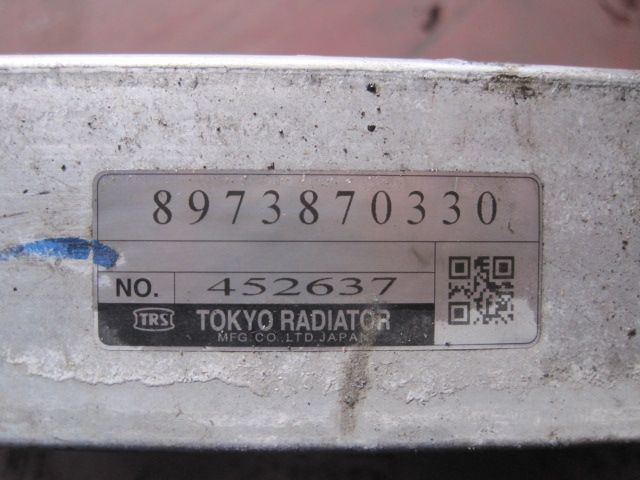 8973870330
NO. 452637
TRS TOKYO RADIATOR
MFG.CO.,LTD.JAPAN